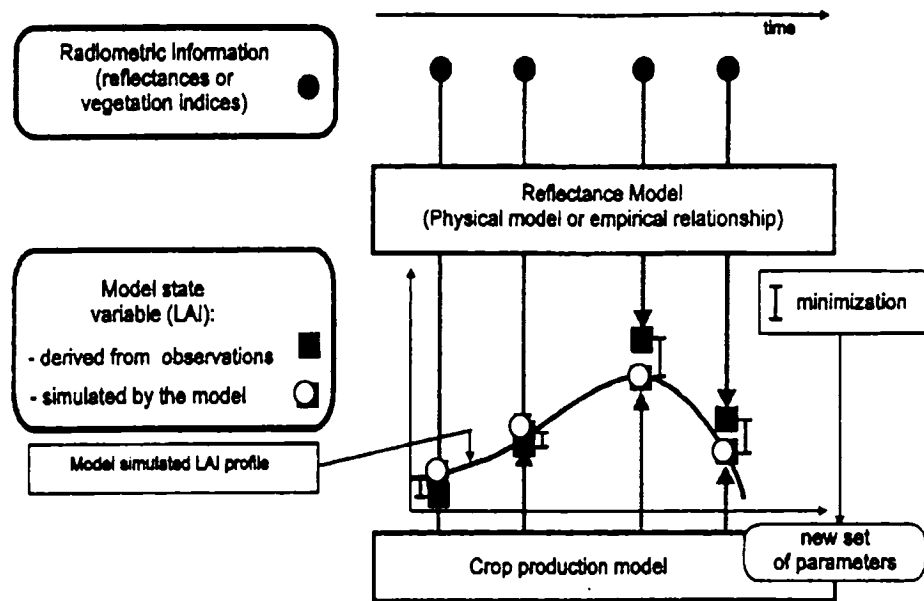 time
Radiometric Information
(reflectances or
vegetation indices)
Reflectance Model
(Physical model or empirical relationship)
Model state
variable (LAI):
- derived from observations
- simulated by the model
minimization
Model simulated LAI profile
new set
of parameters
Crop production model